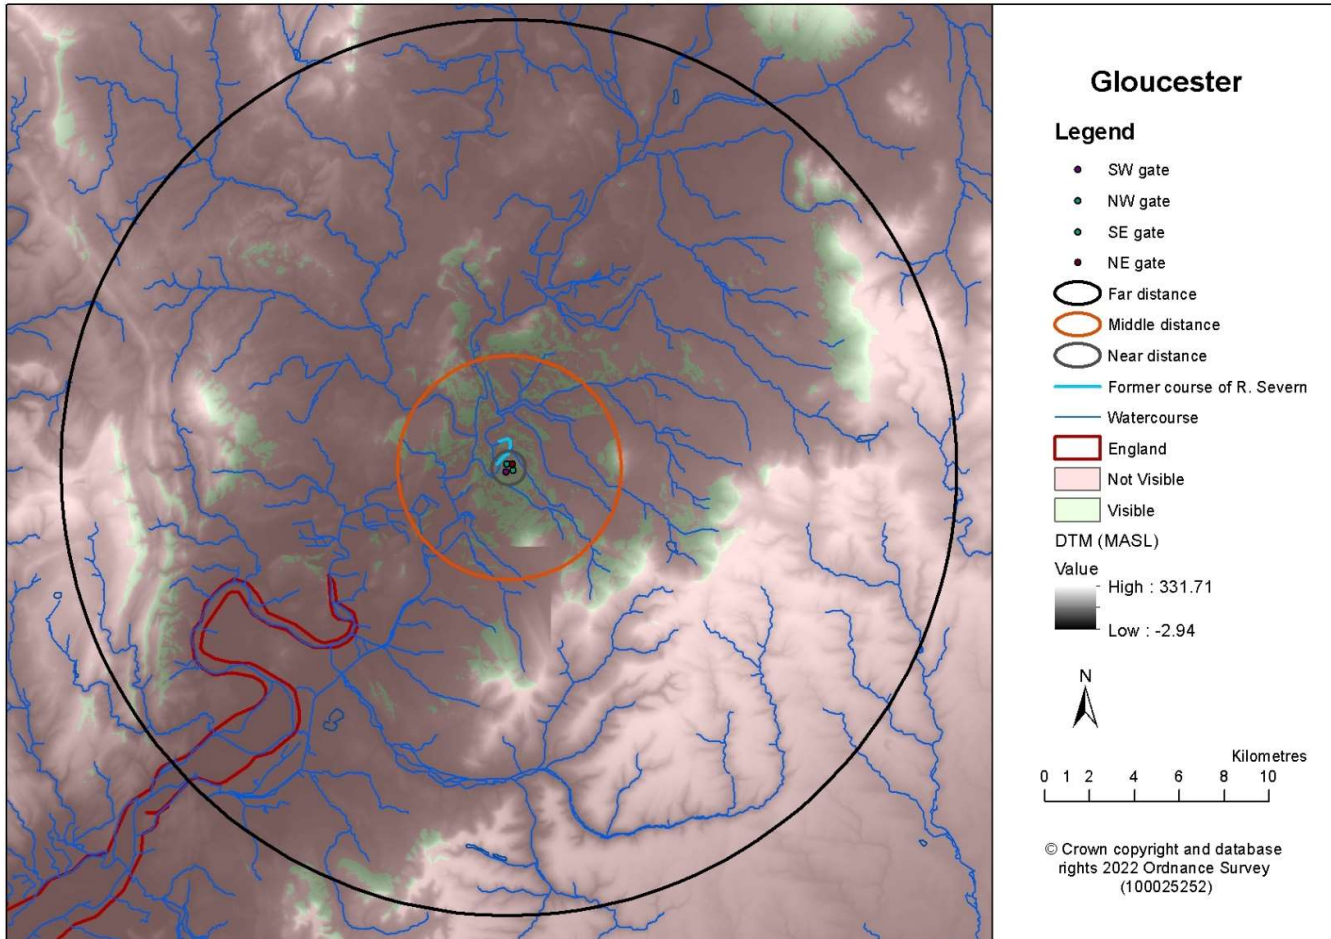 Gloucester
Legend
SW gate
NW gate
SE gate
NE gate
Far distance
Middle distance
Near distance
Former course of R. Severn
Watercourse
England
Not Visible
Visible
DTM (MASL)
Value
High : 331.71
Low : -2.94
N
Kilometres
0 1 2 4 6 8 10
© Crown copyright and database
rights 2022 Ordnance Survey
(100025252)